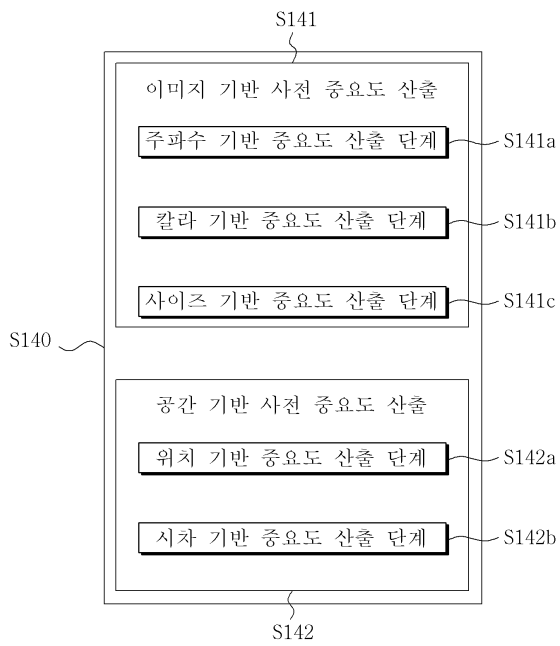 S141
이미지 기반 사전 중요도 산출
주파수 기반 중요도 산출 단계 S141a
칼라 기반 중요도 산출 단계 S141b
사이즈 기반 중요도 산출 단계 S141c
S140
공간 기반 사전 중요도 산출
위치 기반 중요도 산출 단계 S142a
시차 기반 중요도 산출 단계 S142b
S142